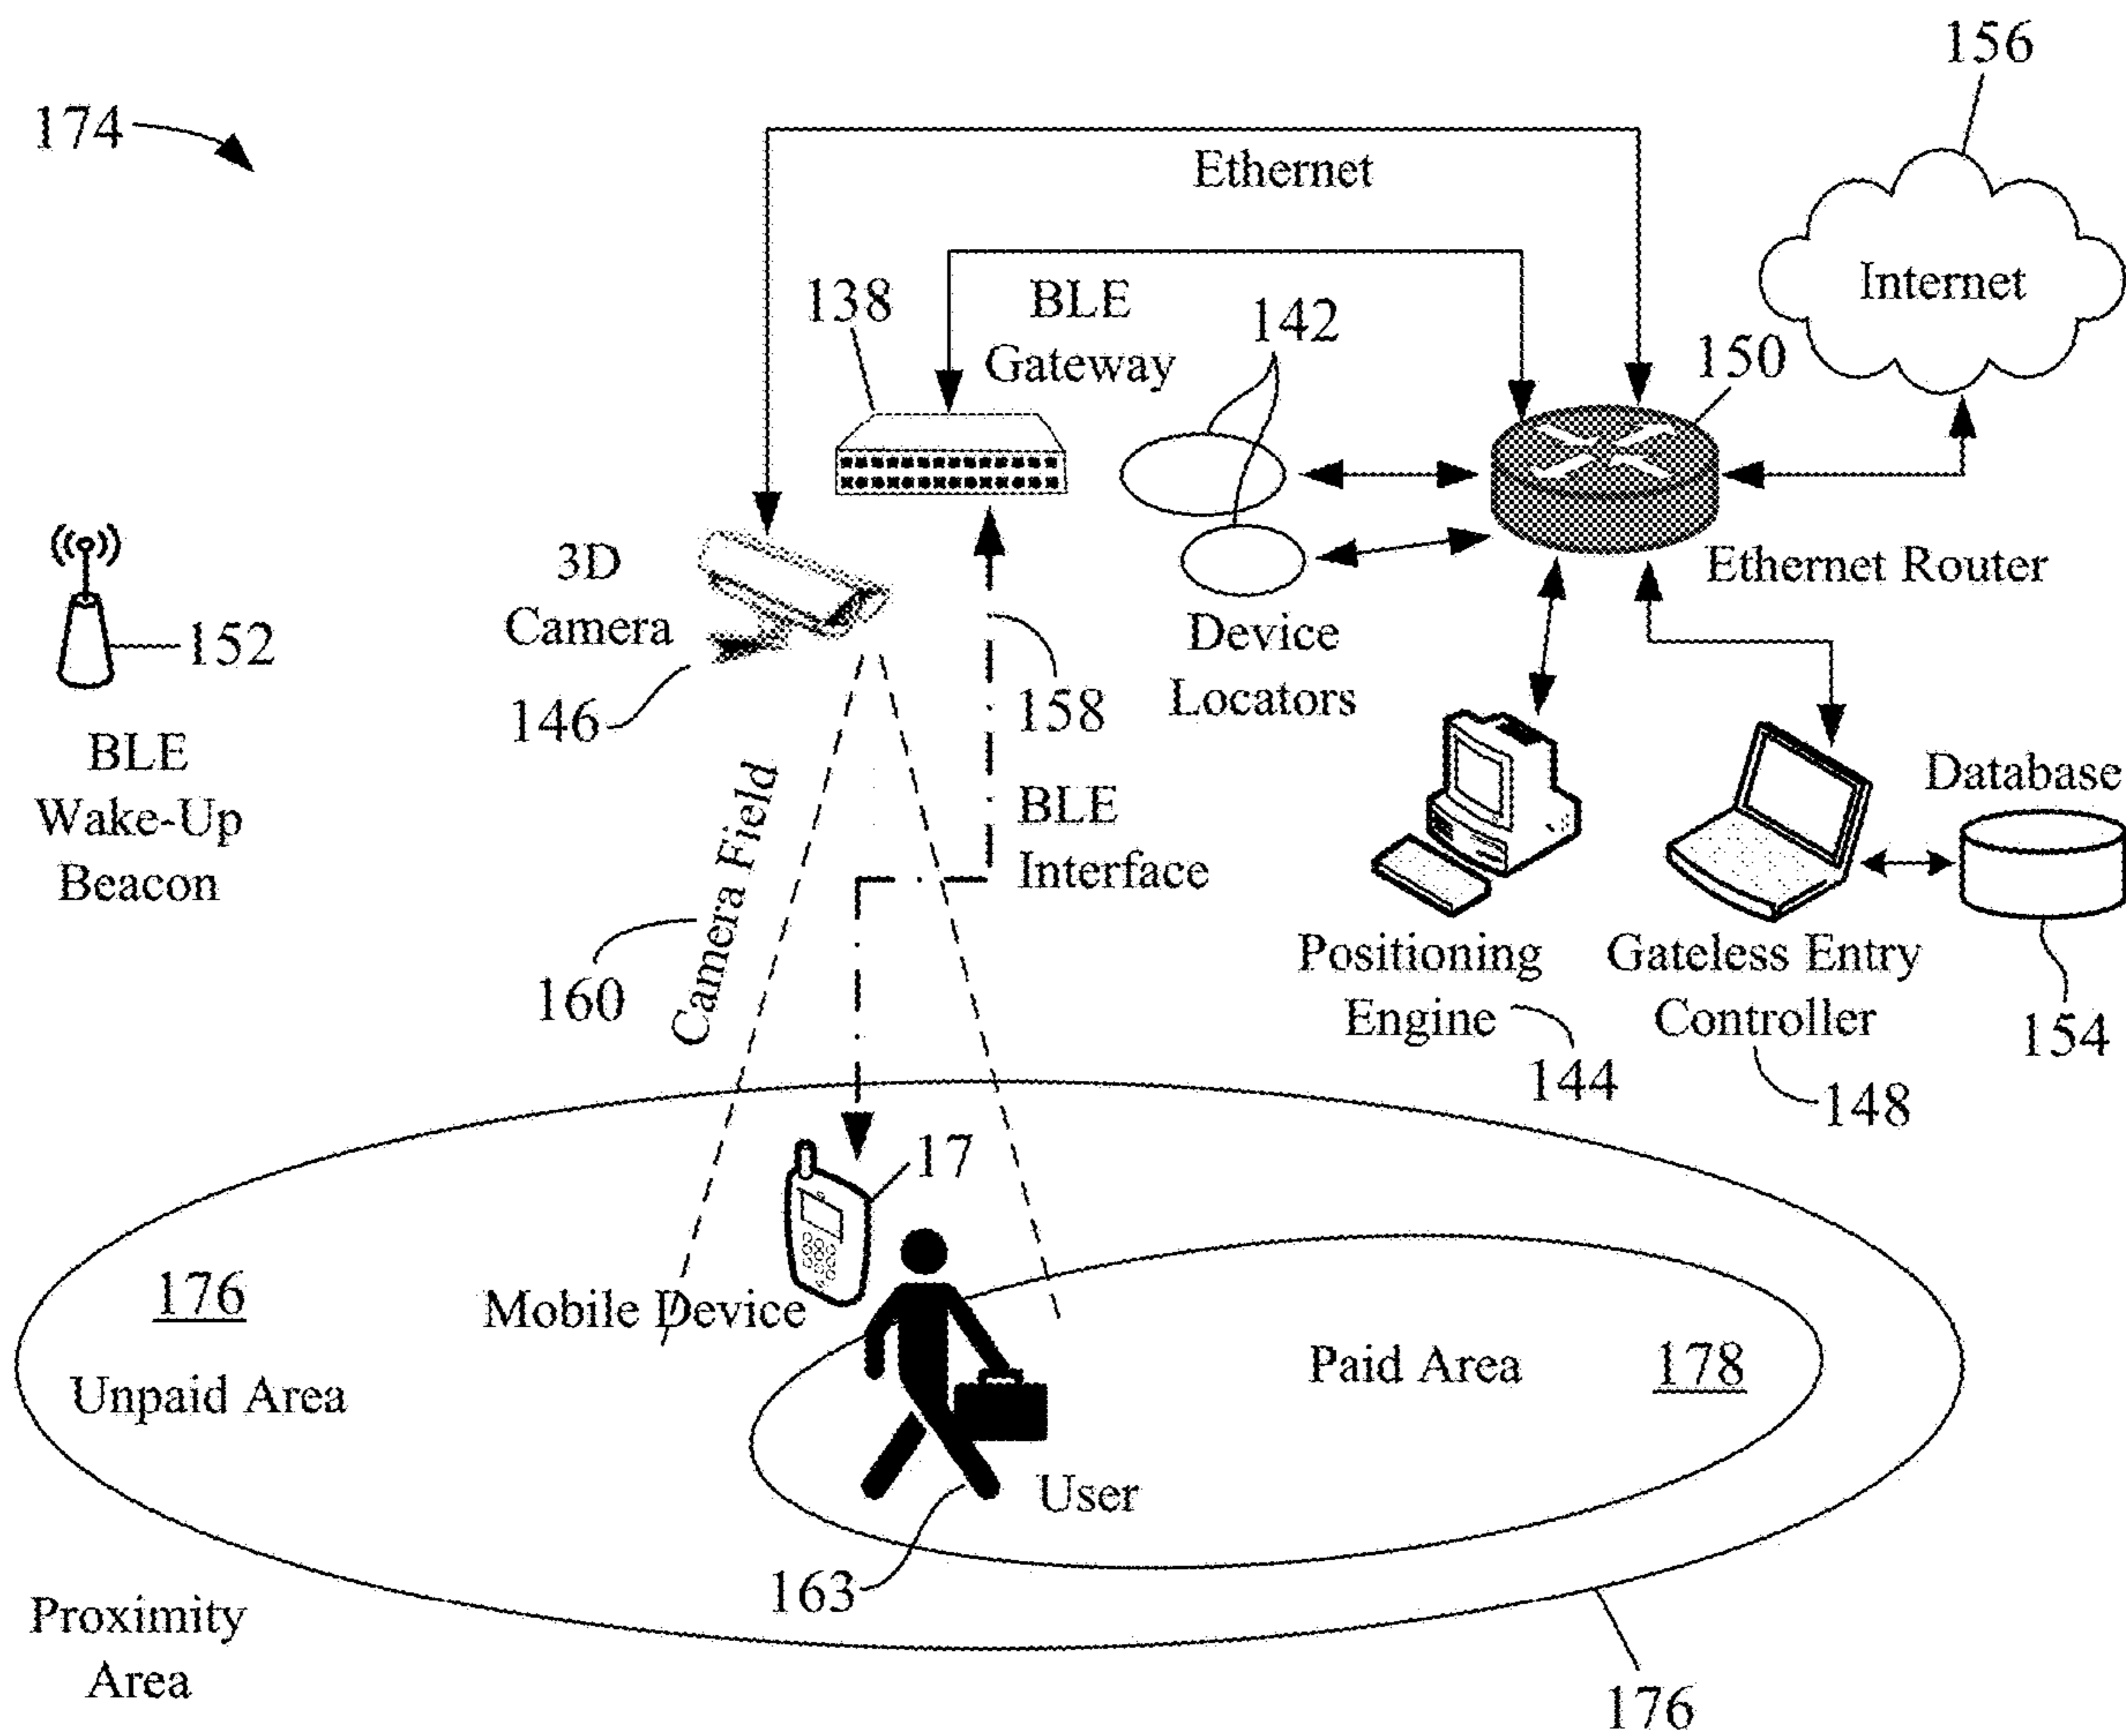 156
174
Ethernet
Internet
138
BLE
Gateway
142
150
3D
Camera
Ethernet Router
152
146
158
Device
Locators
BLE
Wake-Up
Beacon
Camera Field
BLE
Interface
Database
160
Positioning
Engine
Gateless Entry
Controller
154
144
148
17
176
Unpaid Area
Mobile Device
Paid Area
178
User
163
Proximity
Area
176